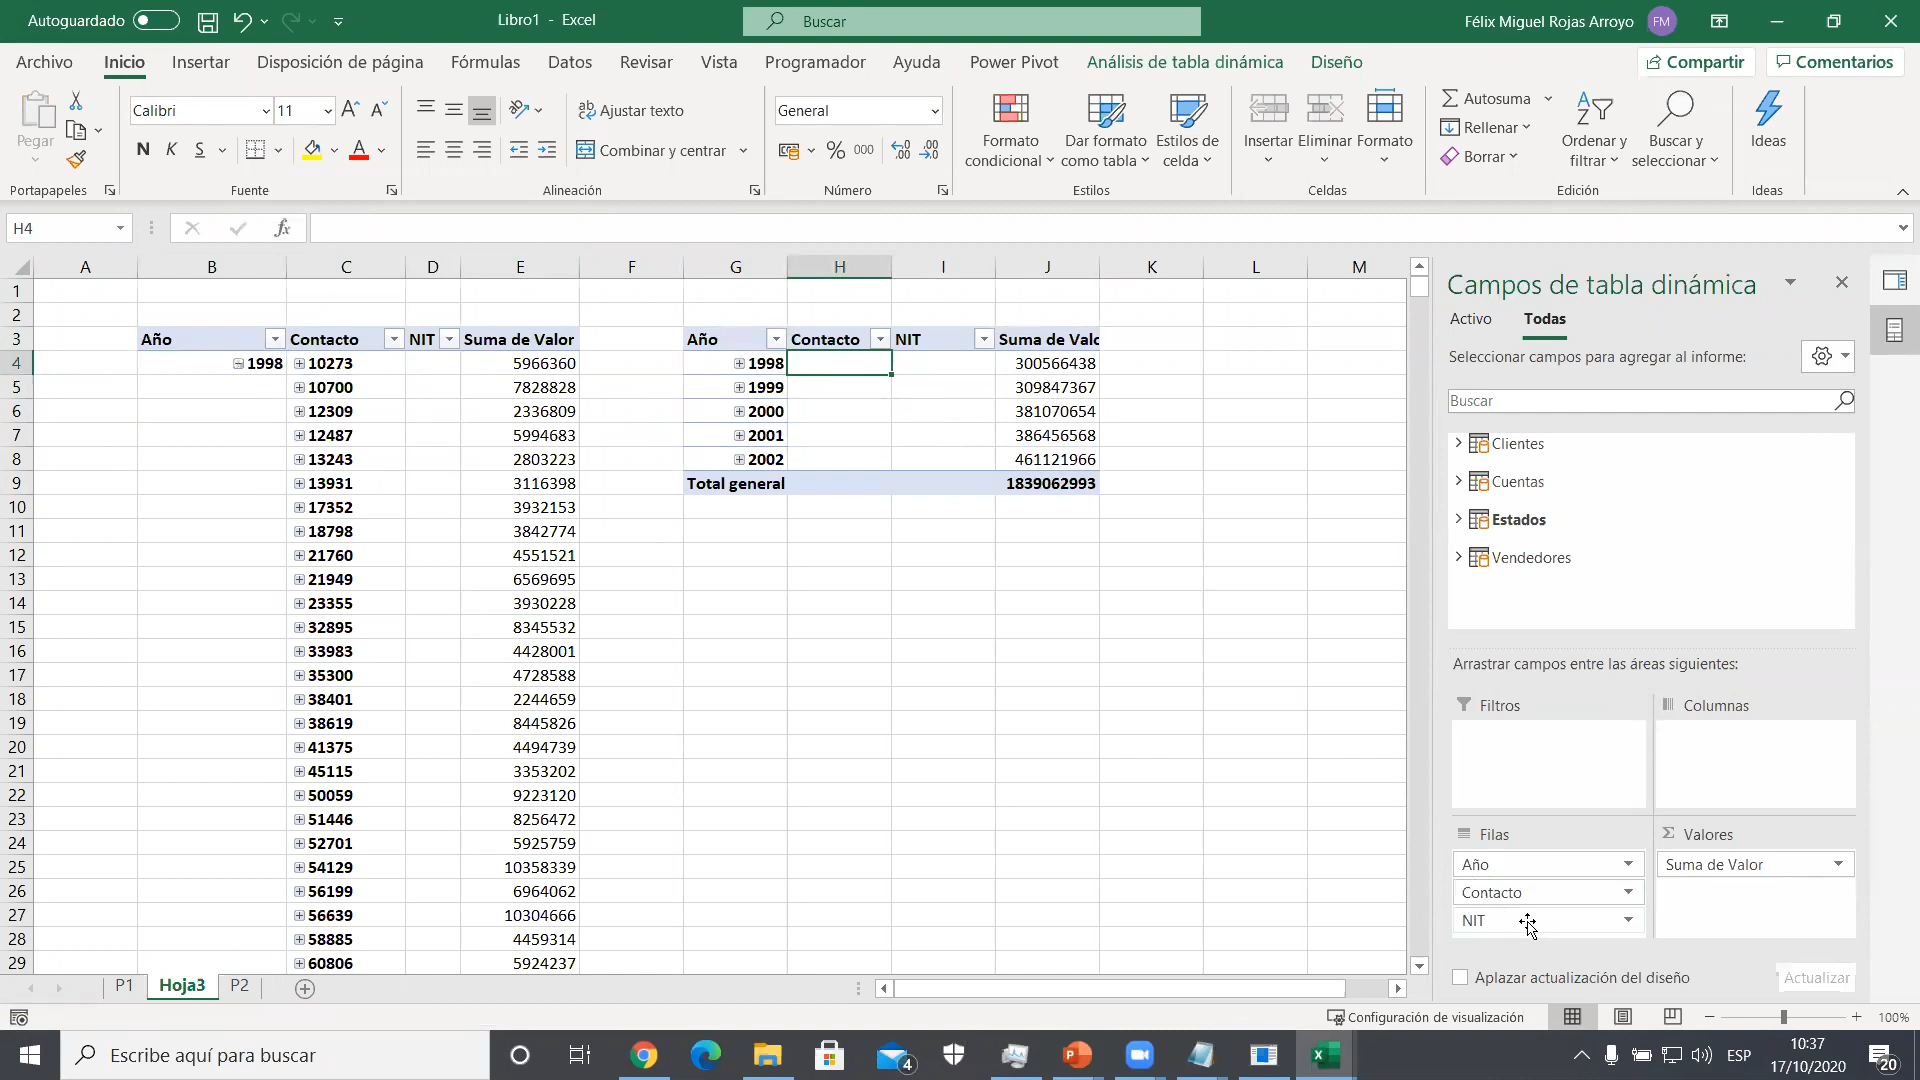 Autoguardado
Libro1 - Excel
Buscar
Félix Miguel Rojas Arroyo FM
Archivo Inicio Insertar Disposición de página Fórmulas Datos Revisar Vista Programador Ayuda Power Pivot Análisis de tabla dinámica Diseño Compartir Comentarios
Pegar
Portapapeles
Calibri 11
N K S
Fuente
Ajustar texto
Combinar y centrar
Alineación
General
% 000
Número
Formato condicional
Dar formato como tabla
Estilos de celda
Estilos
Insertar Eliminar Formato
Celdas
Autosuma
Rellenar
Borrar
Ordenar y filtrar
Buscar y seleccionar
Edición
Ideas
Ideas
H4 fx
A B C D E F G H I J K L M
1
2
3 Año Contacto NIT Suma de Valor Año Contacto NIT Suma de Valo
4 1998 10273 5966360 1998 300566438
5 10700 7828828 1999 309847367
6 12309 2336809 2000 381070654
7 12487 5994683 2001 386456568
8 13243 2803223 2002 461121966
9 13931 3116398 Total general 1839062993
10 17352 3932153
11 18798 3842774
12 21760 4551521
13 21949 6569695
14 23355 3930228
15 32895 8345532
16 33983 4428001
17 35300 4728588
18 38401 2244659
19 38619 8445826
20 41375 4494739
21 45115 3353202
22 50059 9223120
23 51446 8256472
24 52701 5925759
25 54129 10358339
26 56199 6964062
27 56639 10304666
28 58885 4459314
29 60806 5924237
P1 Hoja3 P2
Campos de tabla dinámica
Activo Todas
Seleccionar campos para agregar al informe:
Buscar
Clientes
Cuentas
Estados
Vendedores
Arrastrar campos entre las áreas siguientes:
Filtros Columnas
Filas Valores
Año Suma de Valor
Contacto
NIT
Aplazar actualización del diseño Actualizar
Configuración de visualización 100%
Escribe aquí para buscar
4
ESP
10:37
17/10/2020
20